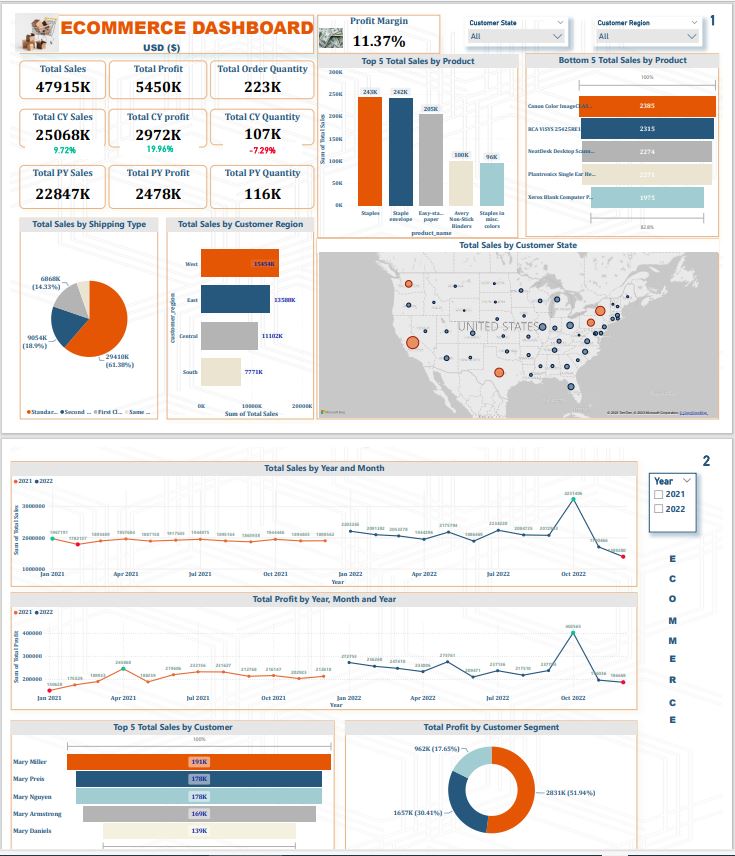 ECOMMERCE DASHBOARD
USD ($)
Profit Margin
11.37%
Customer State
All
Customer Region
All
1
Total Sales
47915K
Total Profit
5450K
Total Order Quantity
223K
Total CY Sales
25068K
9.72%
Total CY profit
2972K
19.96%
Total CY Quantity
107K
-7.29%
Total PY Sales
22847K
Total PY Profit
2478K
Total PY Quantity
116K
Top 5 Total Sales by Product
Sum of Total Sales
300K
250K
200K
150K
100K
50K
0K
243K
242K
205K
100K
96K
Staples
Staple envelope
Easy-sta... paper
Avery Non-Stick Binders
Staples in misc. colors
product_name
Bottom 5 Total Sales by Product
100%
Canon Color ImageCLAS...
2385
2315
NeatDesk Desktop Scann...
2274
Plantronics Single Ear He...
2271
Xerox Blank Computer P...
1975
82.8%
Total Sales by Shipping Type
6868K
(14.33%)
9054K
(18.9%)
29410K
(61.38%)
Standar... Second ... First Cl... Same ...
Total Sales by Customer Region
customer_region
West
15454K
East
13588K
Central
11102K
South
7771K
0K 10000K 20000K
Sum of Total Sales
Total Sales by Customer State
UNITED STATES
Microsoft Bing
2
Total Sales by Year and Month
2021 2022
Sum of Total Sales
3000000
2000000
1000000
Jan 2021 Apr 2021 Jul 2021 Oct 2021 Jan 2022 Apr 2022 Jul 2022 Oct 2022
Year
Year
2021
2022
E
C
O
M
M
E
R
C
E
Total Profit by Year, Month and Year
2021 2022
Sum of Total Profit
400000
300000
200000
Jan 2021 Apr 2021 Jul 2021 Oct 2021 Jan 2022 Apr 2022 Jul 2022 Oct 2022
Year
Top 5 Total Sales by Customer
100%
Mary Miller
191K
Mary Preis
178K
Mary Nguyen
178K
Mary Armstrong
169K
Mary Daniels
139K
Total Profit by Customer Segment
962K (17.65%)
2831K (51.94%)
1657K (30.41%)